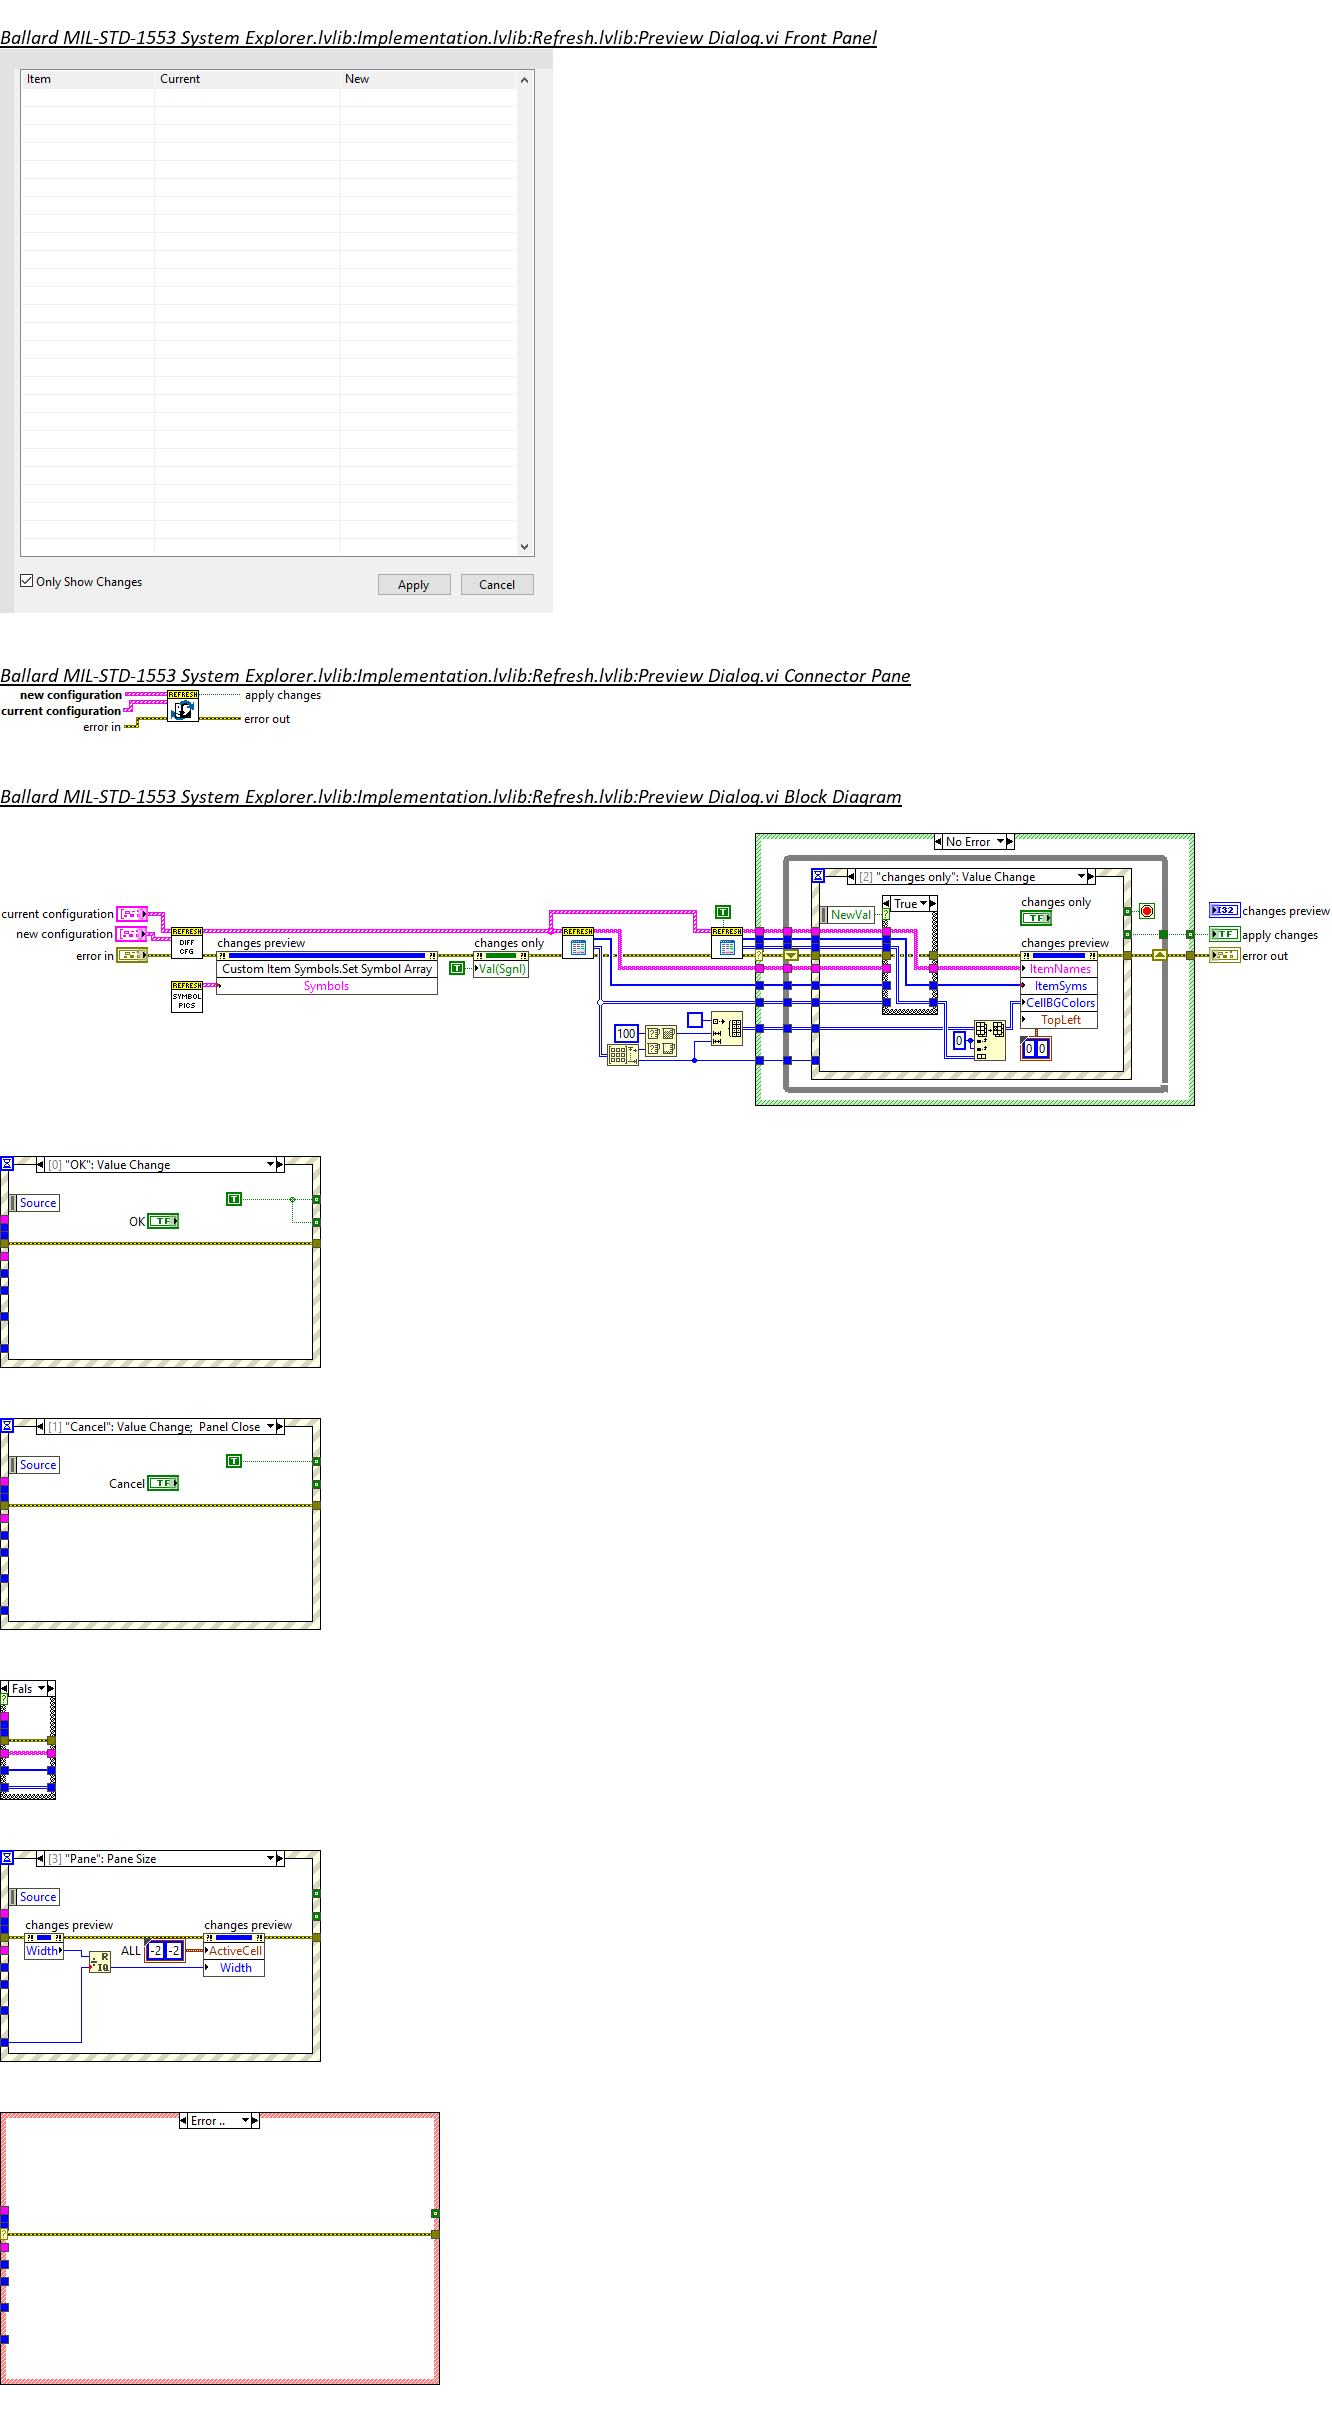 Ballard MIL-STD-1553 System Explorer.lvlib:Implementation.lvlib:Refresh.lvlib:Preview Dialog.vi Front Panel
Item Current New
Only Show Changes Apply Cancel
Ballard MIL-STD-1553 System Explorer.lvlib:Implementation.lvlib:Refresh.lvlib:Preview Dialog.vi Connector Pane
new configuration REFRESH apply changes
current configuration
error in error out
Ballard MIL-STD-1553 System Explorer.lvlib:Implementation.lvlib:Refresh.lvlib:Preview Dialog.vi Block Diagram
No Error
[2] "changes only": Value Change
True
changes only
current configuration
T
NewVal
TF
I32 changes preview
new configuration
REFRESH
DIFF
CFG
changes preview
changes only
REFRESH
REFRESH
changes preview
TF apply changes
error in
error out
Custom Item Symbols.Set Symbol Array
T
Val(Sgnl)
ItemNames
Symbols
REFRESH
SYMBOL
PICS
ItemSyms
CellBGColors
TopLeft
100
0
0 0
[0] "OK": Value Change
Source
T
OK TF
[1] "Cancel": Value Change; Panel Close
Source
T
Cancel TF
Fals
[3] "Pane": Pane Size
Source
changes preview changes preview
Width
R
IQ
ALL -2 -2
ActiveCell
Width
Error ..